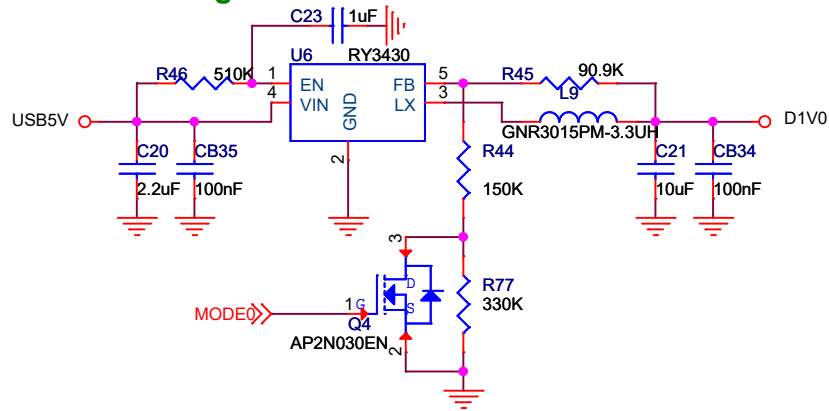 C23
1uF
R46
510K
U6
RY3430
1
EN
FB
5
R45
90.9K
4
VIN
LX
3
L9
GND
USB5V
D1V0
GNR3015PM-3.3UH
2
C20
CB35
R44
C21
CB34
2.2uF
100nF
150K
10uF
100nF
3
D
R77
330K
MODE0
1
G
S
Q4
AP2N030EN
2